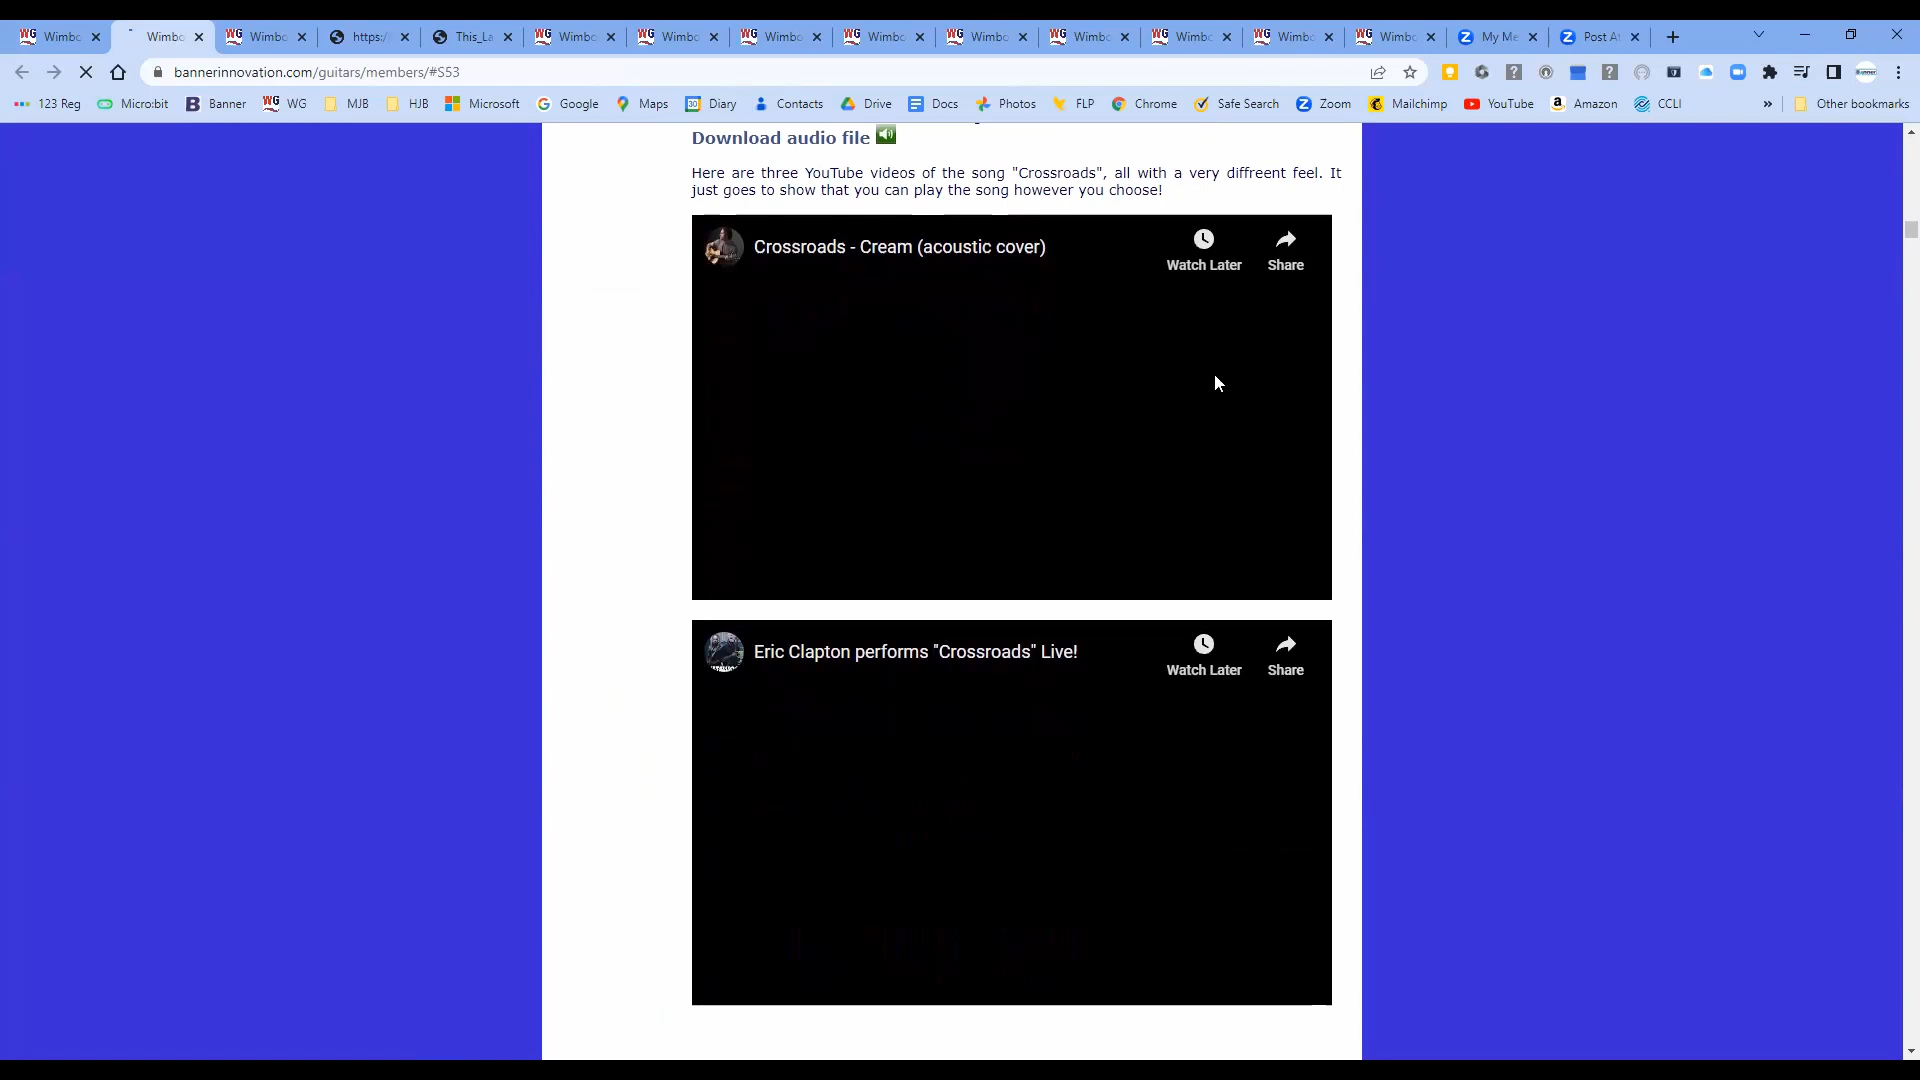 Wimbo Wimbo Wimbo https:/ This_La Wimbo Wimbo Wimbo Wimbo Wimbo Wimbo Wimbo Wimbo Wimbo My Me Post A
bannerinnovation.com/guitars/members/#S53
123 Reg Micro:bit Banner WG MJB HJB Microsoft Google Maps Diary Contacts Drive Docs Photos FLP Chrome Safe Search Zoom Mailchimp YouTube Amazon CCLI » Other bookmarks
Download audio file
Here are three YouTube videos of the song "Crossroads", all with a very diffreent feel. It
just goes to show that you can play the song however you choose!
Crossroads - Cream (acoustic cover)
Watch Later Share
Eric Clapton performs "Crossroads" Live!
Watch Later Share